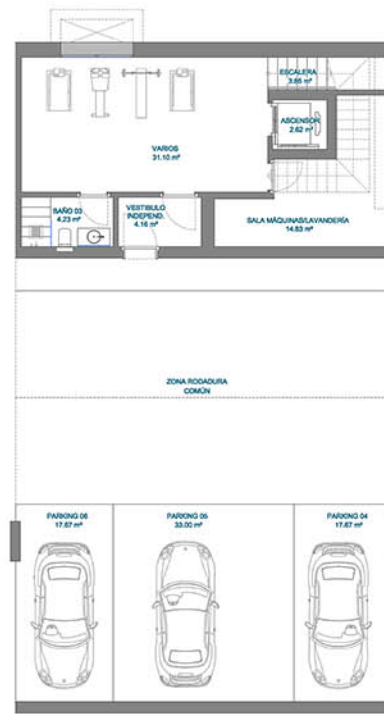 ESCALERA
3.85 m²
ASCENSOR
2.62 m²
VARIOS
31.10 m²
BAÑO 03
4.23 m²
VESTIBULO
INDEPEND.
4.16 m²
SALA MÁQUINAS/LAVANDERÍA
14.83 m²
ZONA RODADURA
COMÚN
PARKING 06
17.67 m²
PARKING 05
33.00 m²
PARKING 04
17.67 m²